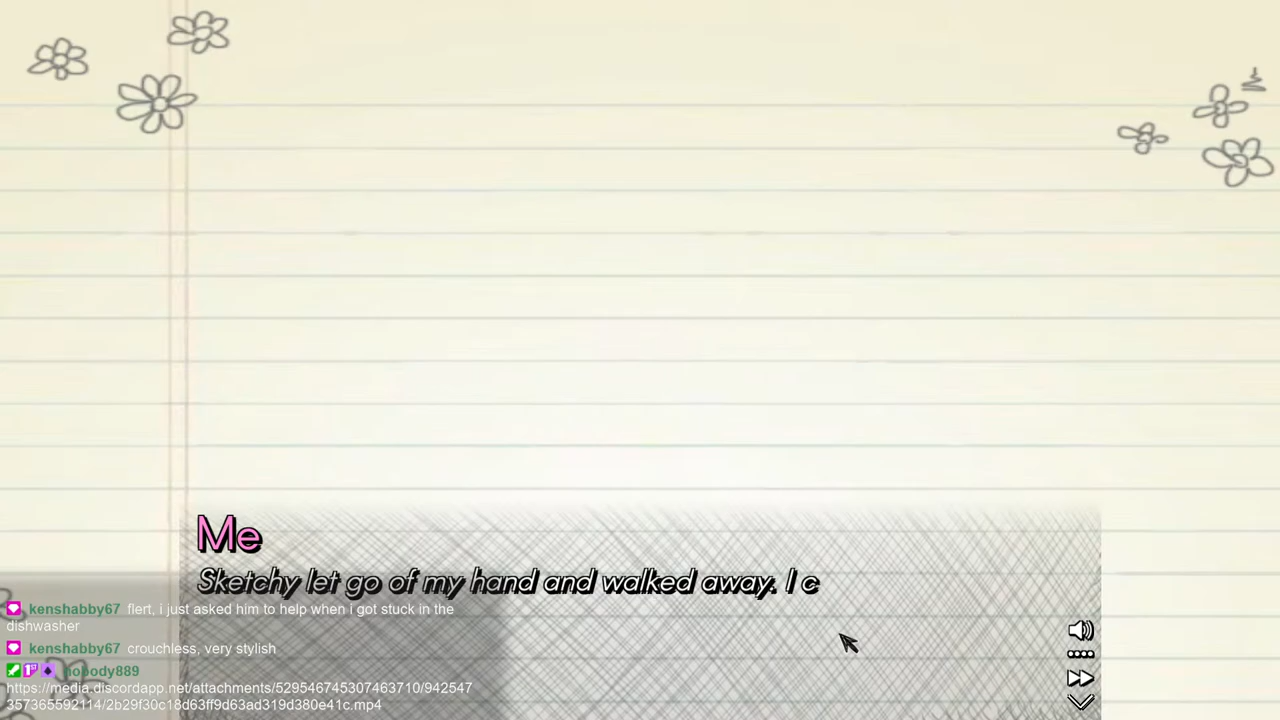 Me
Sketchy let go of my hand and walked away. I c
kenshabby67 flert, i just asked him to help when i got stuck in the
dishwasher
kenshabby67 crouchless, very stylish
nobody889
https://media.discordapp.net/attachments/529546745307463710/942547
357365592114/2b29f30c18d63ff9d63ad319d380e41c.mp4